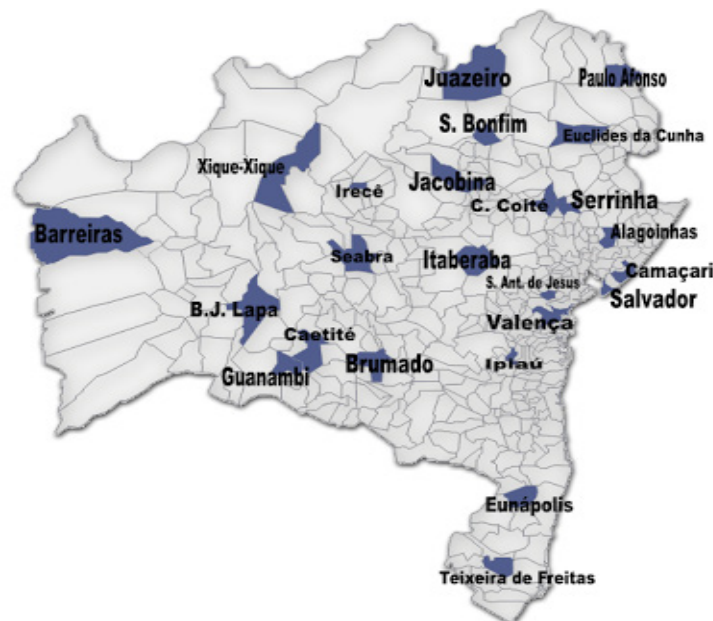 Juazeiro
Paulo Afonso
S. Bonfim
Euclides da Cunha
Xique-Xique
Irecê
Jacobina
C. Coité
Serrinha
Barreiras
Alagoinhas
Seabra
Itaberaba
Camaçari
S. Ant. de Jesus
Salvador
B.J. Lapa
Valença
Caetité
Guanambi
Brumado
Ipiaú
Eunápolis
Teixeira de Freitas